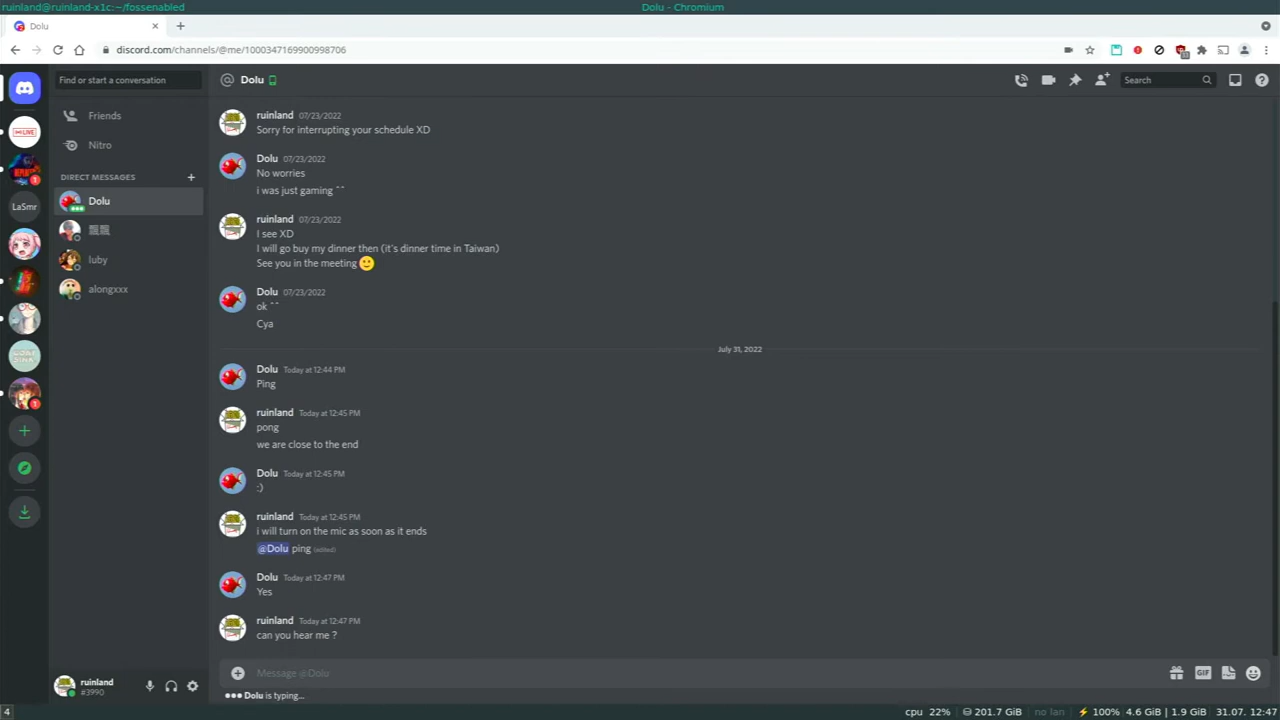 ruinland@ruinland-x1c:~/fossenabled
Dolu - Chromium
Dolu
discord.com/channels/@me/1000347169900998706
Find or start a conversation
Dolu
Search
LIVE
LaSmr
Friends
Nitro
DIRECT MESSAGES
Dolu
luby
alongxxx
ruinland 07/23/2022
Sorry for interrupting your schedule XD
Dolu 07/23/2022
No worries
i was just gaming ^^
ruinland 07/23/2022
I see XD
I will go buy my dinner then (it's dinner time in Taiwan)
See you in the meeting 🙂
Dolu 07/23/2022
ok ^^
Cya
July 31, 2022
Dolu Today at 12:44 PM
Ping
ruinland Today at 12:45 PM
pong
we are close to the end
Dolu Today at 12:45 PM
:)
ruinland Today at 12:45 PM
i will turn on the mic as soon as it ends
@Dolu ping (edited)
Dolu Today at 12:47 PM
Yes
ruinland Today at 12:47 PM
can you hear me ?
Message @Dolu
GIF
Dolu is typing...
ruinland
#3990
4
cpu 22% 201.7 GiB no lan ⚡ 100% 4.6 GiB | 1.9 GiB 31.07. 12:47